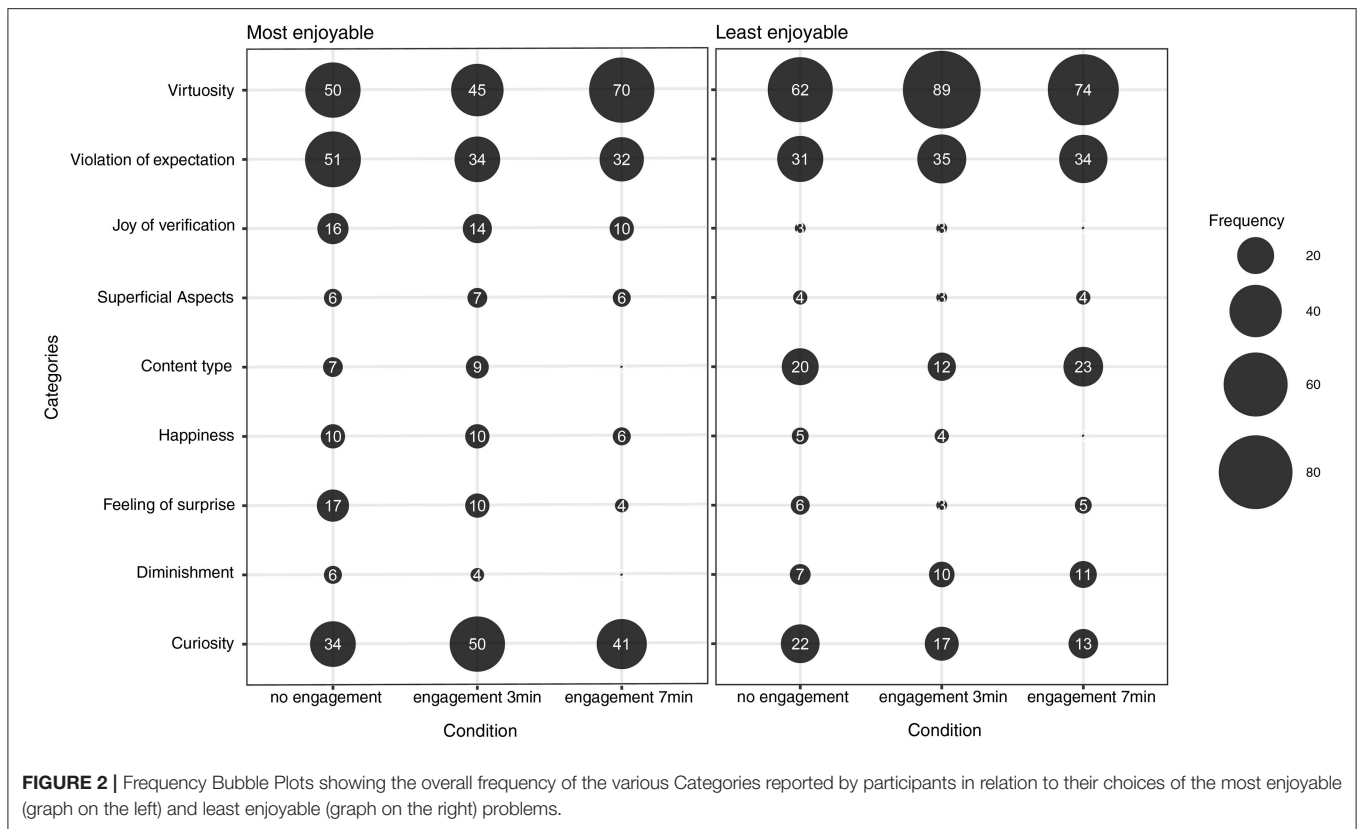 Most enjoyable
Least enjoyable
Virtuosity
50
45
70
62
89
74
Violation of expectation
51
34
32
31
35
34
Joy of verification
16
14
10
3
3
Superficial Aspects
6
7
6
4
3
4
Content type
7
9
20
12
23
Happiness
10
10
6
5
4
Feeling of surprise
17
10
4
6
3
5
Diminishment
6
4
7
10
11
Curiosity
34
50
41
22
17
13
Categories
no engagement
engagement 3min
engagement 7min
no engagement
engagement 3min
engagement 7min
Condition
Condition
Frequency
20
40
60
80
FIGURE 2 | Frequency Bubble Plots showing the overall frequency of the various Categories reported by participants in relation to their choices of the most enjoyable
(graph on the left) and least enjoyable (graph on the right) problems.